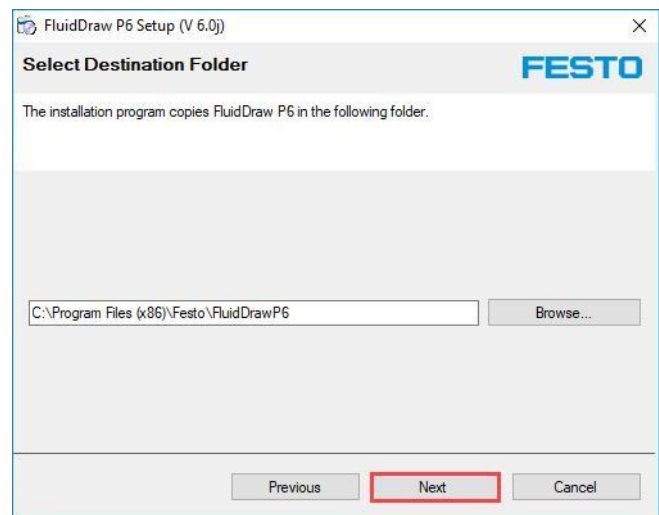 FluidDraw P6 Setup (V 6.0j)
Select Destination Folder
FESTO
The installation program copies FluidDraw P6 in the following folder.
C:\Program Files (x86)\Festo\FluidDrawP6
Browse...
Previous
Next
Cancel